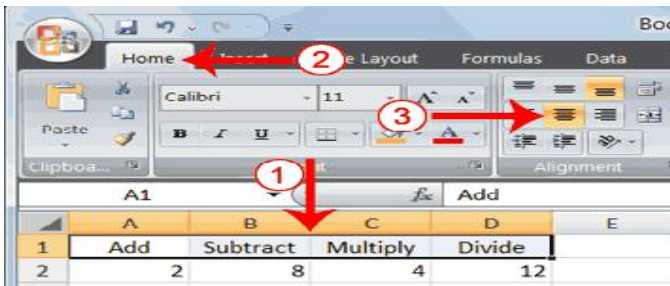 Boo
Home 2 Layout Formulas Data
Calibri 11 A A
3
Paste B I U A
Clipboa... Alignment
1
A1 fx Add
A B C D E
1 Add Subtract Multiply Divide
2 2 8 4 12